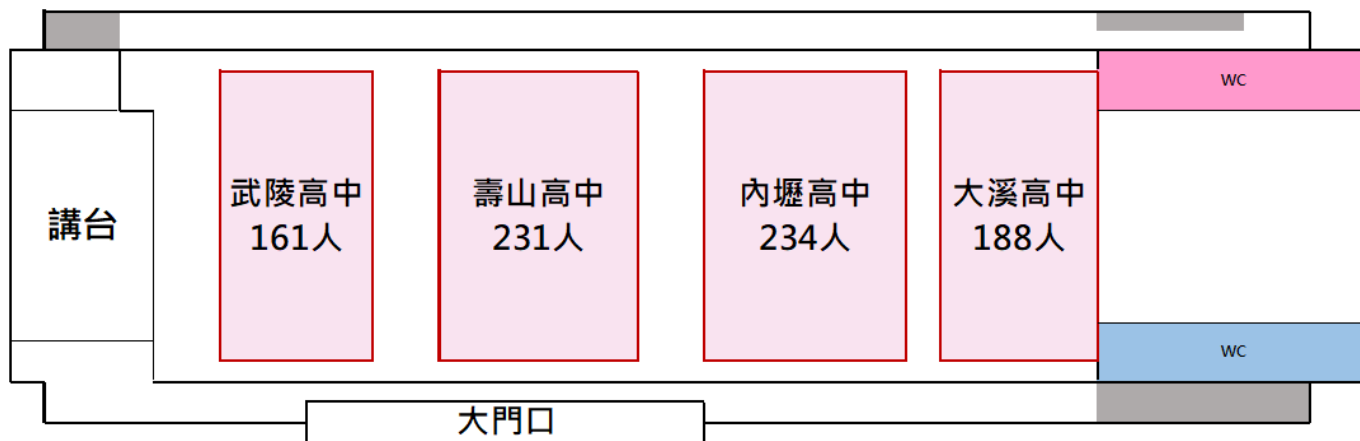 WC
武陵高中
161人
壽山高中
231人
內壢高中
234人
大溪高中
188人
講台
WC
大門口